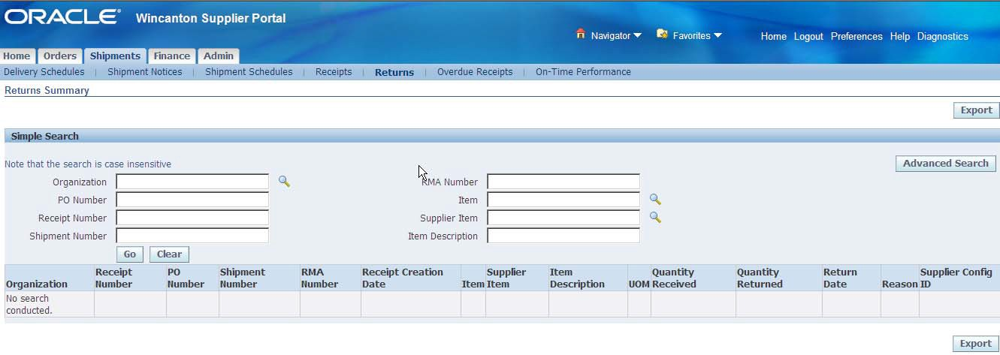 ORACLE® Wincanton Supplier Portal
Navigator Favorites Home Logout Preferences Help Diagnostics
Home Orders Shipments Finance Admin
Delivery Schedules | Shipment Notices | Shipment Schedules | Receipts | Returns | Overdue Receipts | On-Time Performance
Returns Summary
Export
Simple Search
Note that the search is case insensitive
Advanced Search
Organization RMA Number
PO Number Item
Receipt Number Supplier Item
Shipment Number Item Description
Go Clear
Organization Receipt Number PO Number Shipment Number RMA Number Receipt Creation Date Item Supplier Item Item Description UOM Quantity Received Quantity Returned Return Date Reason Supplier Config ID
No search
conducted.
Export